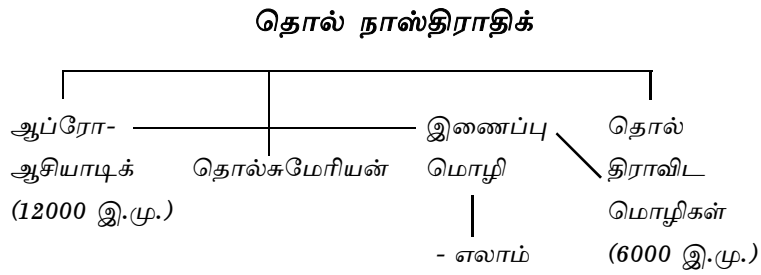 தொல் நாஸ்திராதிக்
ஆப்ரோ- இணைப்பு தொல்
ஆசியாடிக் தொல்சுமேரியன் மொழி திராவிட
(12000 இ.மு.) மொழிகள்
- எலாம் (6000 இ.மு.)